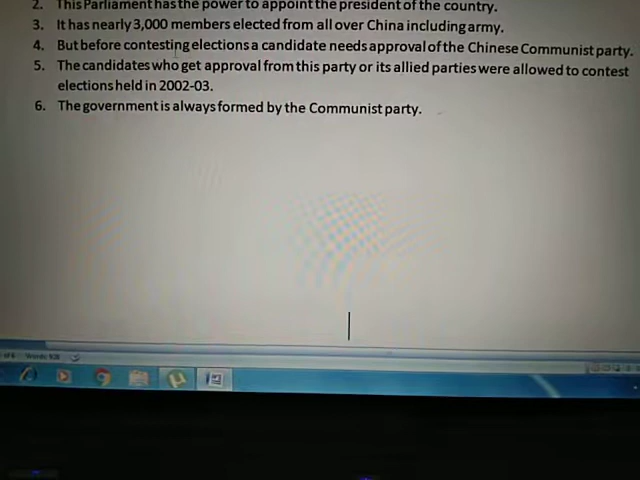 2. This Parliament has the power to appoint the president of the country.
3. It has nearly 3,000 members elected from all over China including army.
4. But before contesting elections a candidate needs approval of the Chinese Communist party.
5. The candidates who get approval from this party or its allied parties were allowed to contest
elections held in 2002-03.
6. The government is always formed by the Communist party.